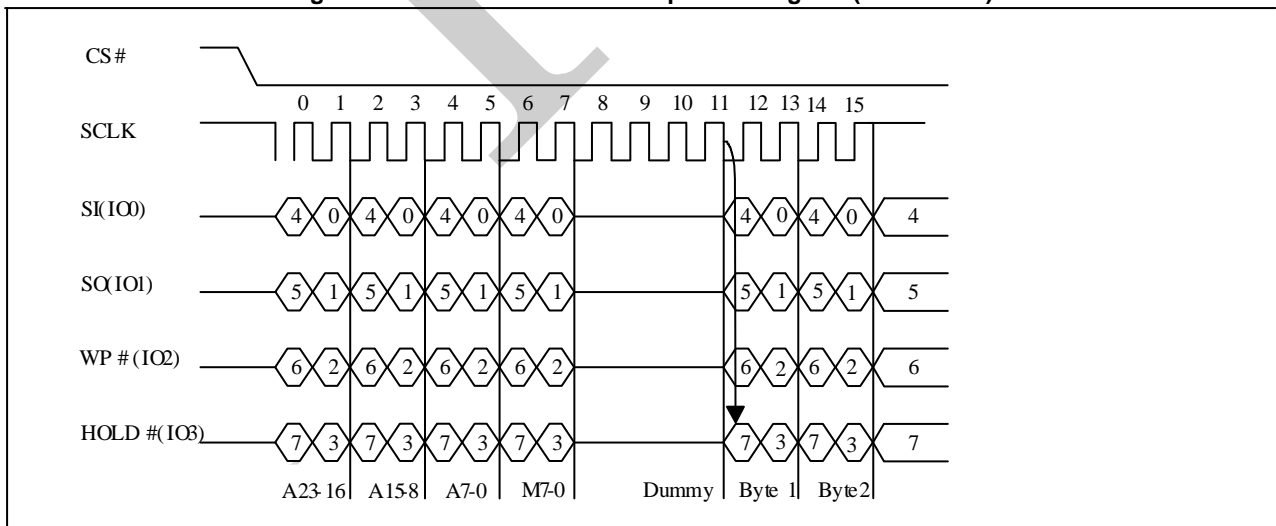 CS #
0 1 2 3 4 5 6 7 8 9 10 11 12 13 14 15
SCLK
SI(IO0) 4 0 4 0 4 0 4 0 4 0 4 0 4
SO(IO1) 5 1 5 1 5 1 5 1 5 1 5 1 5
WP # (IO2) 6 2 6 2 6 2 6 2 6 2 6 2 6
HOLD #(IO3) 7 3 7 3 7 3 7 3 7 3 7 3 7
A23-16 A15-8 A7-0 M7-0 Dummy Byte 1 Byte2